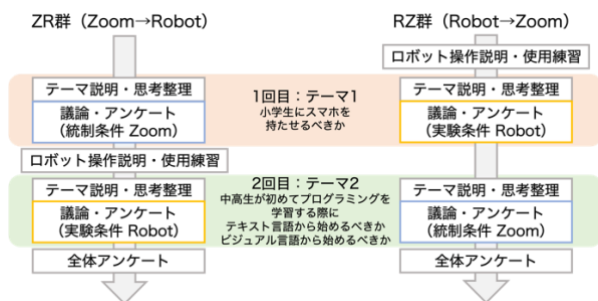 ZR群（Zoom→Robot）
RZ群（Robot→Zoom）
ロボット操作説明・使用練習
テーマ説明・思考整理
議論・アンケート
（統制条件 Zoom）
1回目：テーマ1
小学生にスマホを
持たせるべきか
テーマ説明・思考整理
議論・アンケート
（実験条件 Robot）
ロボット操作説明・使用練習
テーマ説明・思考整理
議論・アンケート
（実験条件 Robot）
2回目：テーマ2
中高生が初めてプログラミングを
学習する際に
テキスト言語から始めるべきか
ビジュアル言語から始めるべきか
テーマ説明・思考整理
議論・アンケート
（統制条件 Zoom）
全体アンケート
全体アンケート